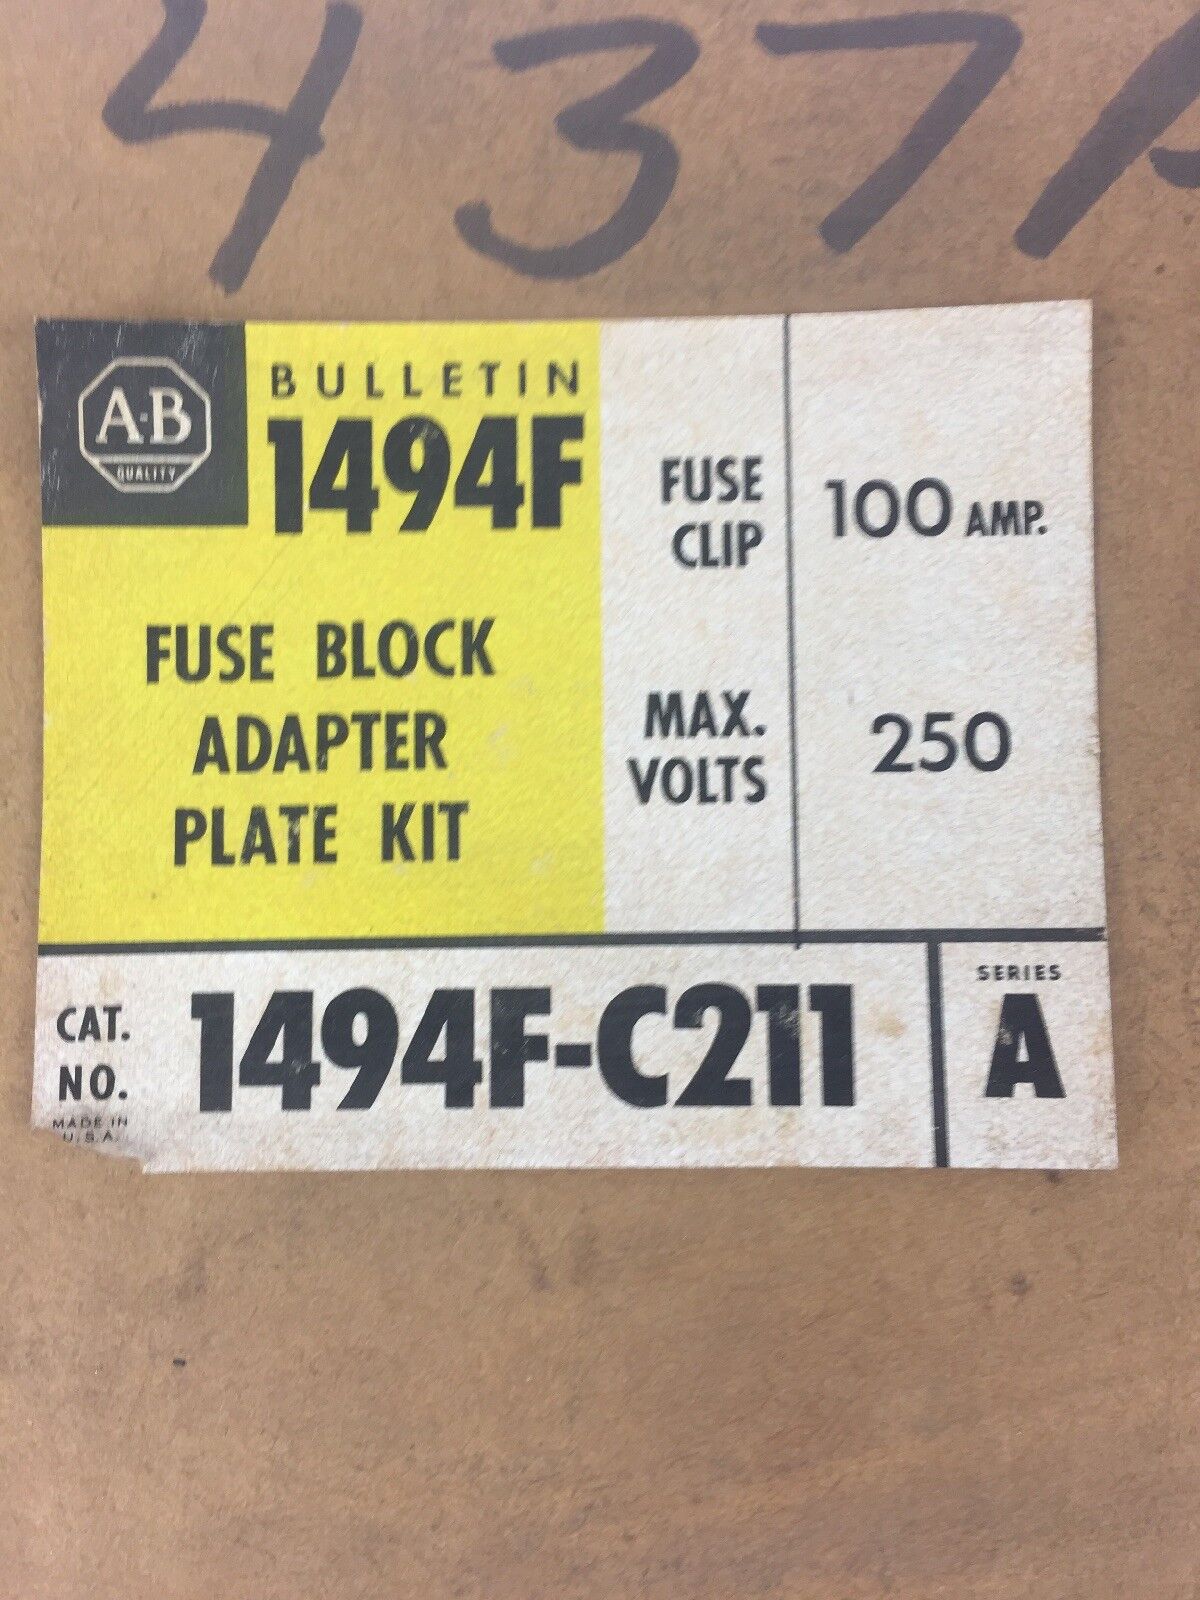 437A
A-B
QUALITY
BULLETIN
1494F
FUSE BLOCK
ADAPTER
PLATE KIT
FUSE
CLIP
100 AMP.
MAX.
VOLTS
250
CAT.
NO.
1494F-C211
SERIES
A
MADE IN
U.S.A.